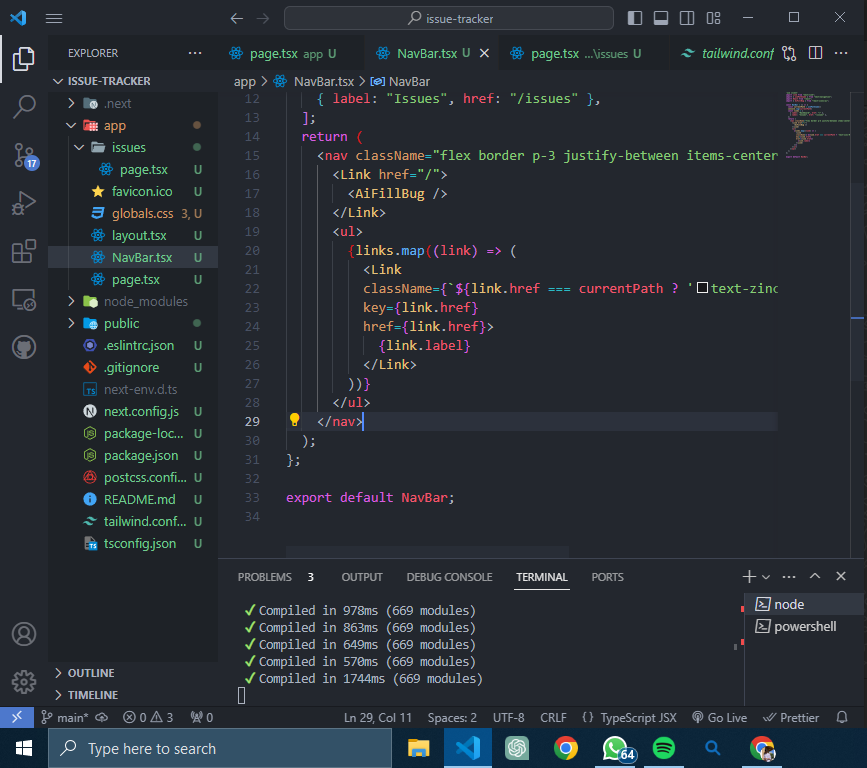 issue-tracker
EXPLORER
page.tsx app U
NavBar.tsx U
page.tsx ...\issues U
tailwind.conf
ISSUE-TRACKER
.next
app
issues
page.tsx U
favicon.ico U
globals.css 3, U
layout.tsx U
NavBar.tsx U
page.tsx U
node_modules
public
.eslintrc.json U
.gitignore U
next-env.d.ts
next.config.js U
package-loc... U
package.json U
postcss.confi... U
README.md U
tailwind.conf... U
tsconfig.json U
OUTLINE
TIMELINE
17
app > NavBar.tsx > NavBar
12 { label: "Issues", href: "/issues" },
13 ];
14 return (
15 <nav className="flex border p-3 justify-between items-center
16 <Link href="/">
17 <AiFillBug />
18 </Link>
19 <ul>
20 {links.map((link) => (
21 <Link
22 className={`${link.href === currentPath ? 'text-zinc
23 key={link.href}
24 href={link.href}>
25 {link.label}
26 </Link>
27 ))}
28 </ul>
29 </nav>
30 );
31 };
32
33 export default NavBar;
34
PROBLEMS 3 OUTPUT DEBUG CONSOLE TERMINAL PORTS
✓ Compiled in 978ms (669 modules)
✓ Compiled in 863ms (669 modules)
✓ Compiled in 649ms (669 modules)
✓ Compiled in 570ms (669 modules)
✓ Compiled in 1744ms (669 modules)
node
powershell
main* 0 3 0 Ln 29, Col 11 Spaces: 2 UTF-8 CRLF {} TypeScript JSX Go Live Prettier
Type here to search
64